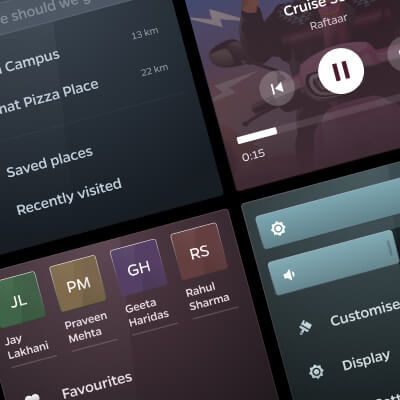 e should we g
13 km
Campus
22 km
hat Pizza Place
Saved places
Recently visited
Cruise
Raftaar
0:15
JL
PM
GH
RS
Jay
Lakhani
Praveen
Mehta
Geeta
Haridas
Rahul
Sharma
Favourites
Customise
Display